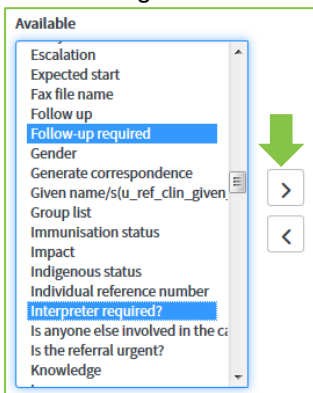 Available
Escalation
Expected start
Fax file name
Follow up
Follow-up required
Gender
Generate correspondence
Given name/s(u_ref_clin_given_
Group list
Immunisation status
Impact
Indigenous status
Individual reference number
Interpreter required?
Is anyone else involved in the ca
Is the referral urgent?
Knowledge